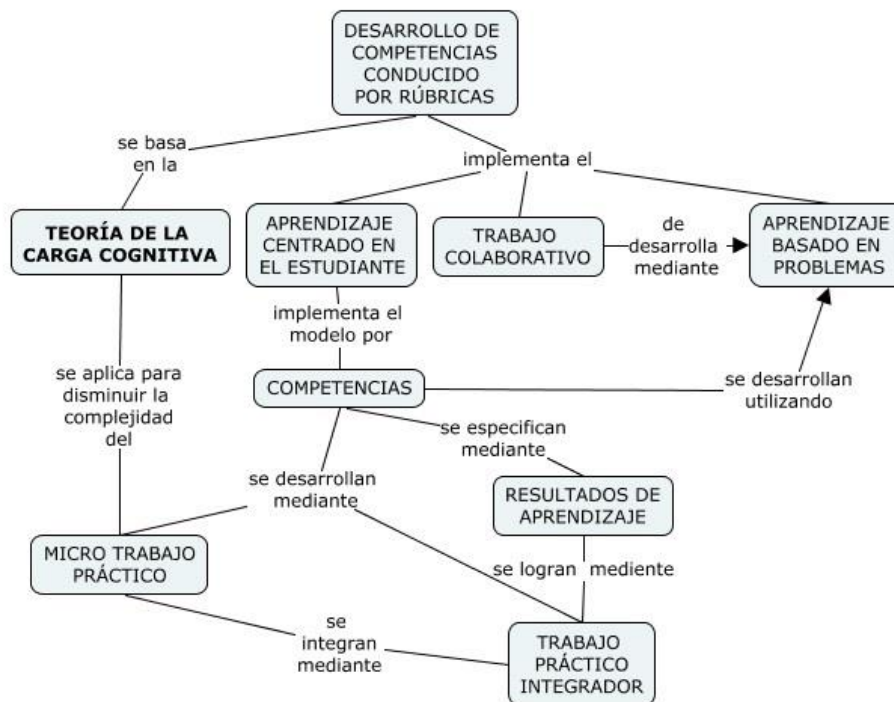 DESARROLLO DE
COMPETENCIAS
CONDUCIDO
POR RÚBRICAS
se basa
en la
implementa el
TEORÍA DE LA
CARGA COGNITIVA
APRENDIZAJE
CENTRADO EN
EL ESTUDIANTE
TRABAJO
COLABORATIVO
de
desarrolla
mediante
APRENDIZAJE
BASADO EN
PROBLEMAS
implementa el
modelo por
se aplica para
disminuir la
complejidad
del
COMPETENCIAS
se desarrollan
utilizando
se especifican
mediante
se desarrollan
mediante
RESULTADOS DE
APRENDIZAJE
MICRO TRABAJO
PRÁCTICO
se logran mediente
se
integran
mediante
TRABAJO
PRÁCTICO
INTEGRADOR